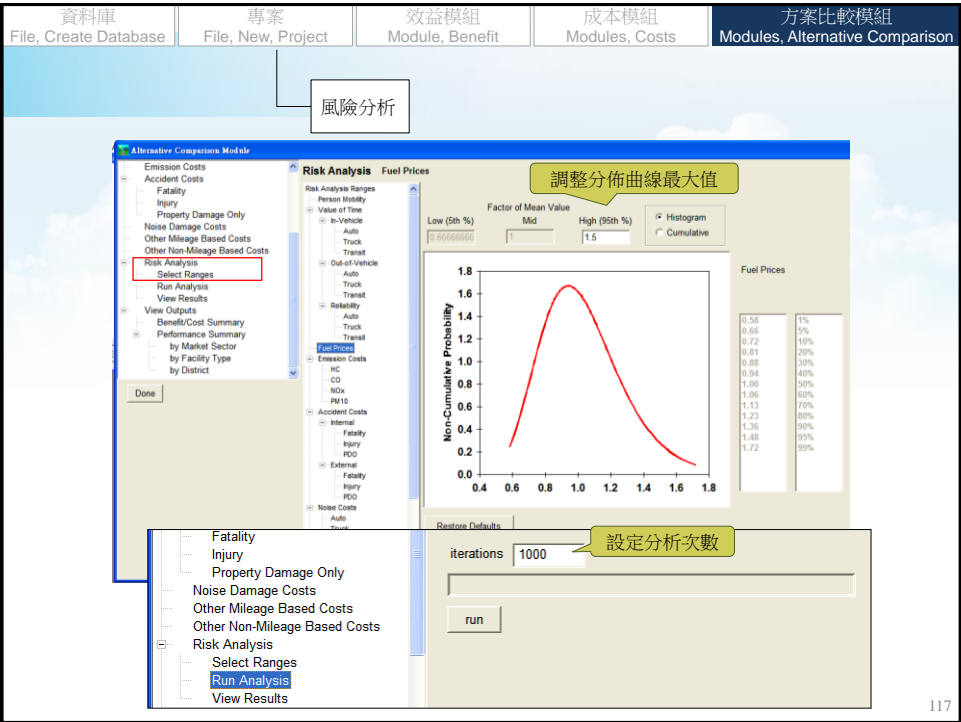 資料庫
File, Create Database
專案
File, New, Project
效益模組
Module, Benefit
成本模組
Modules, Costs
方案比較模組
Modules, Alternative Comparison
風險分析
Alternative Comparison Module
Emission Costs
Accident Costs
Fatality
Injury
Property Damage Only
Noise Damage Costs
Other Mileage Based Costs
Other Non-Mileage Based Costs
Risk Analysis
Select Ranges
Run Analysis
View Results
View Outputs
Benefit/Cost Summary
Performance Summary
by Market Sector
by Facility Type
by District
Done
Risk Analysis Fuel Prices
Risk Analysis Ranges
Person Mobility
Value of Time
In-Vehicle
Auto
Truck
Transit
Out-of-Vehicle
Auto
Truck
Transit
Reliability
Auto
Truck
Transit
Fuel Prices
Emission Costs
HC
CO
NOx
PM10
Accident Costs
Internal
Fatality
Injury
PDO
External
Fatality
Injury
PDO
Noise Costs
Auto
Truck
調整分佈曲線最大值
Factor of Mean Value
Low (5th %) Mid High (95th %)
0.66666666 1 1.5
Histogram
Cumulative
Non-Cumulative Probability
1.8
1.6
1.4
1.2
1.0
0.8
0.6
0.4
0.2
0.0
0.4 0.6 0.8 1.0 1.2 1.4 1.6 1.8
Fuel Prices
0.58 1%
0.66 5%
0.72 10%
0.81 20%
0.88 30%
0.94 40%
1.00 50%
1.06 60%
1.13 70%
1.23 80%
1.36 90%
1.48 95%
1.72 99%
Restore Defaults
Fatality
Injury
Property Damage Only
Noise Damage Costs
Other Mileage Based Costs
Other Non-Mileage Based Costs
Risk Analysis
Select Ranges
Run Analysis
View Results
iterations 1000
設定分析次數
run
117